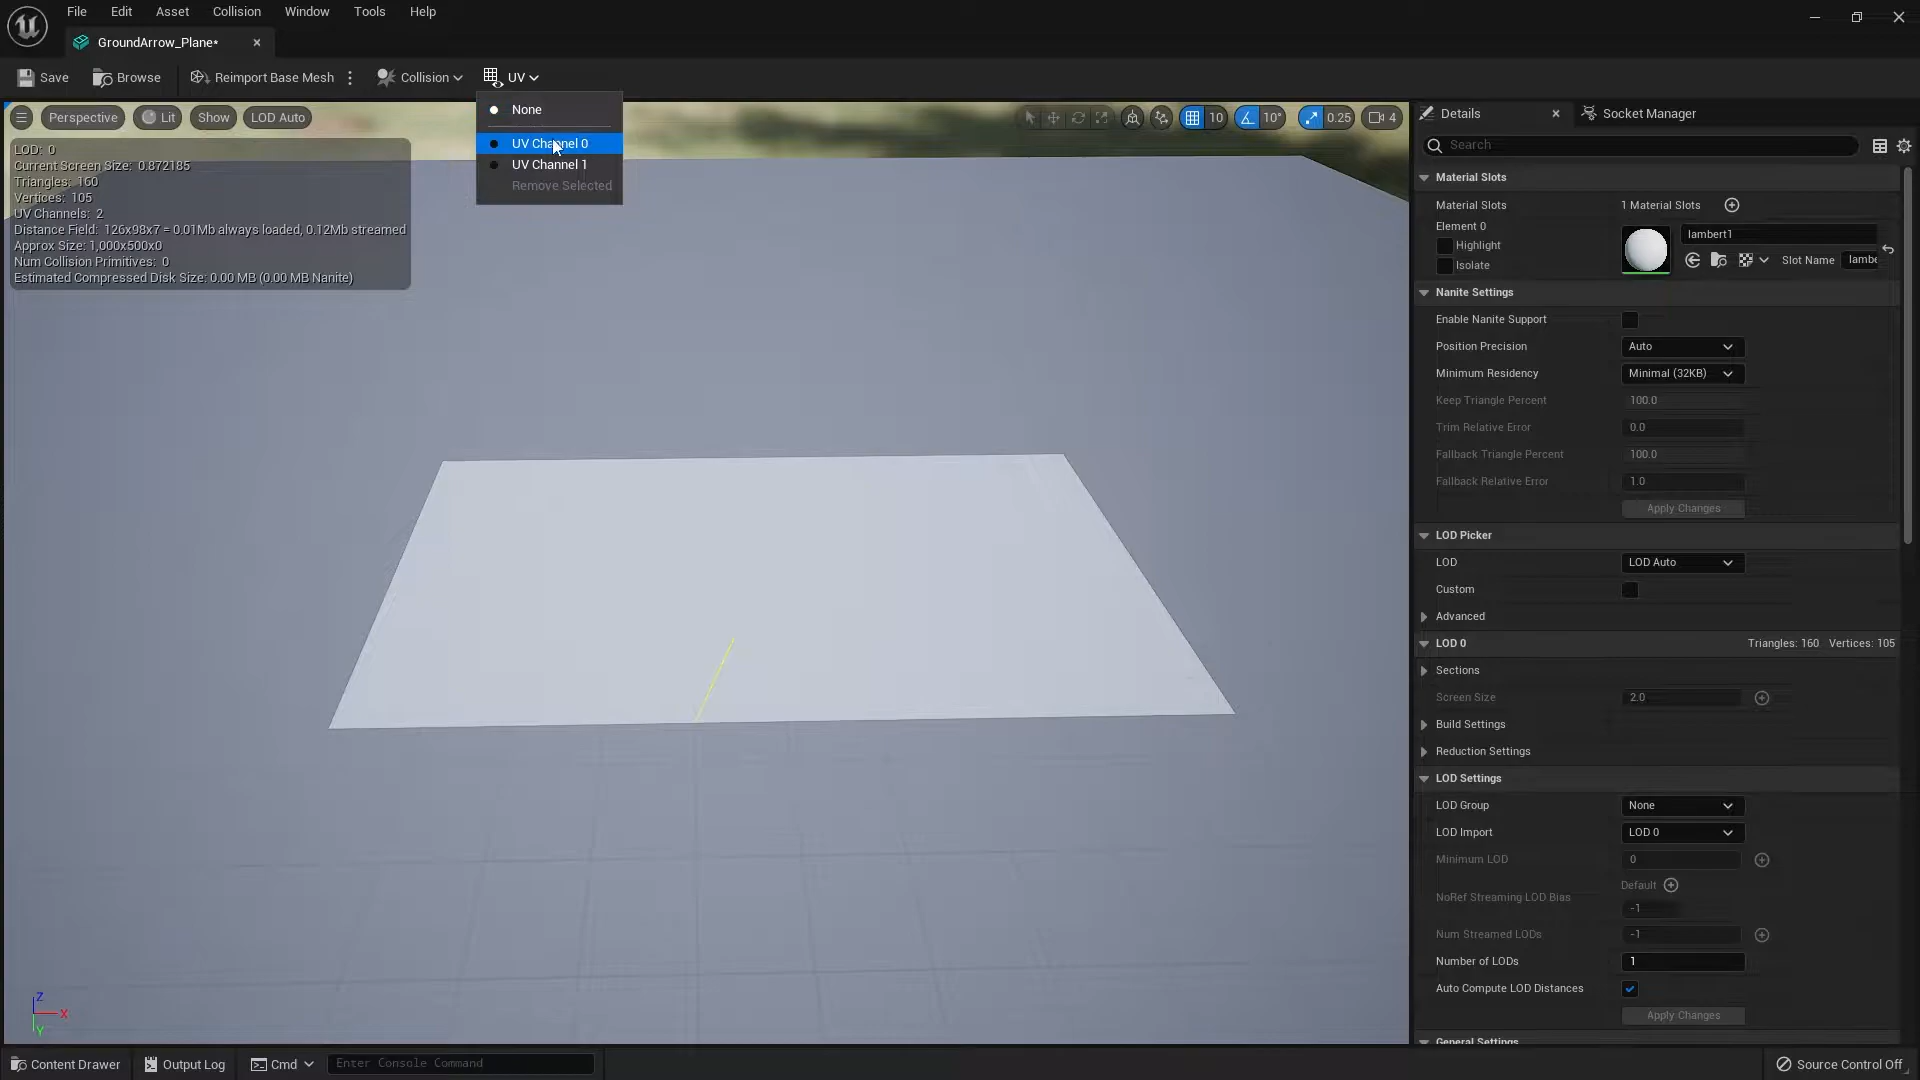 File Edit Asset Collision Window Tools Help
GroundArrow_Plane*
Save Browse Reimport Base Mesh Collision UV
None
UV Channel 0
UV Channel 1
Remove Selected
Perspective Lit Show LOD Auto
10 10° 0.25 4
LOD: 0
Current Screen Size: 0.872185
Triangles: 160
Vertices: 105
UV Channels: 2
Distance Field: 126x98x7 = 0.01Mb always loaded, 0.12Mb streamed
Approx Size: 1,000x500x0
Num Collision Primitives: 0
Estimated Compressed Disk Size: 0.00 MB (0.00 MB Nanite)
Z
X
Y
Details Socket Manager
Search
Material Slots
Material Slots 1 Material Slots
Element 0
Highlight
Isolate
lambert1
Slot Name lambe
Nanite Settings
Enable Nanite Support
Position Precision Auto
Minimum Residency Minimal (32KB)
Keep Triangle Percent 100.0
Trim Relative Error 0.0
Fallback Triangle Percent 100.0
Fallback Relative Error 1.0
Apply Changes
LOD Picker
LOD LOD Auto
Custom
Advanced
LOD 0 Triangles: 160 Vertices: 105
Sections
Screen Size 2.0
Build Settings
Reduction Settings
LOD Settings
LOD Group None
LOD Import LOD 0
Minimum LOD 0
Default
NoRef Streaming LOD Bias
-1
Num Streamed LODs -1
Number of LODs 1
Auto Compute LOD Distances
Apply Changes
General Settings
Content Drawer Output Log Cmd Enter Console Command Source Control Off